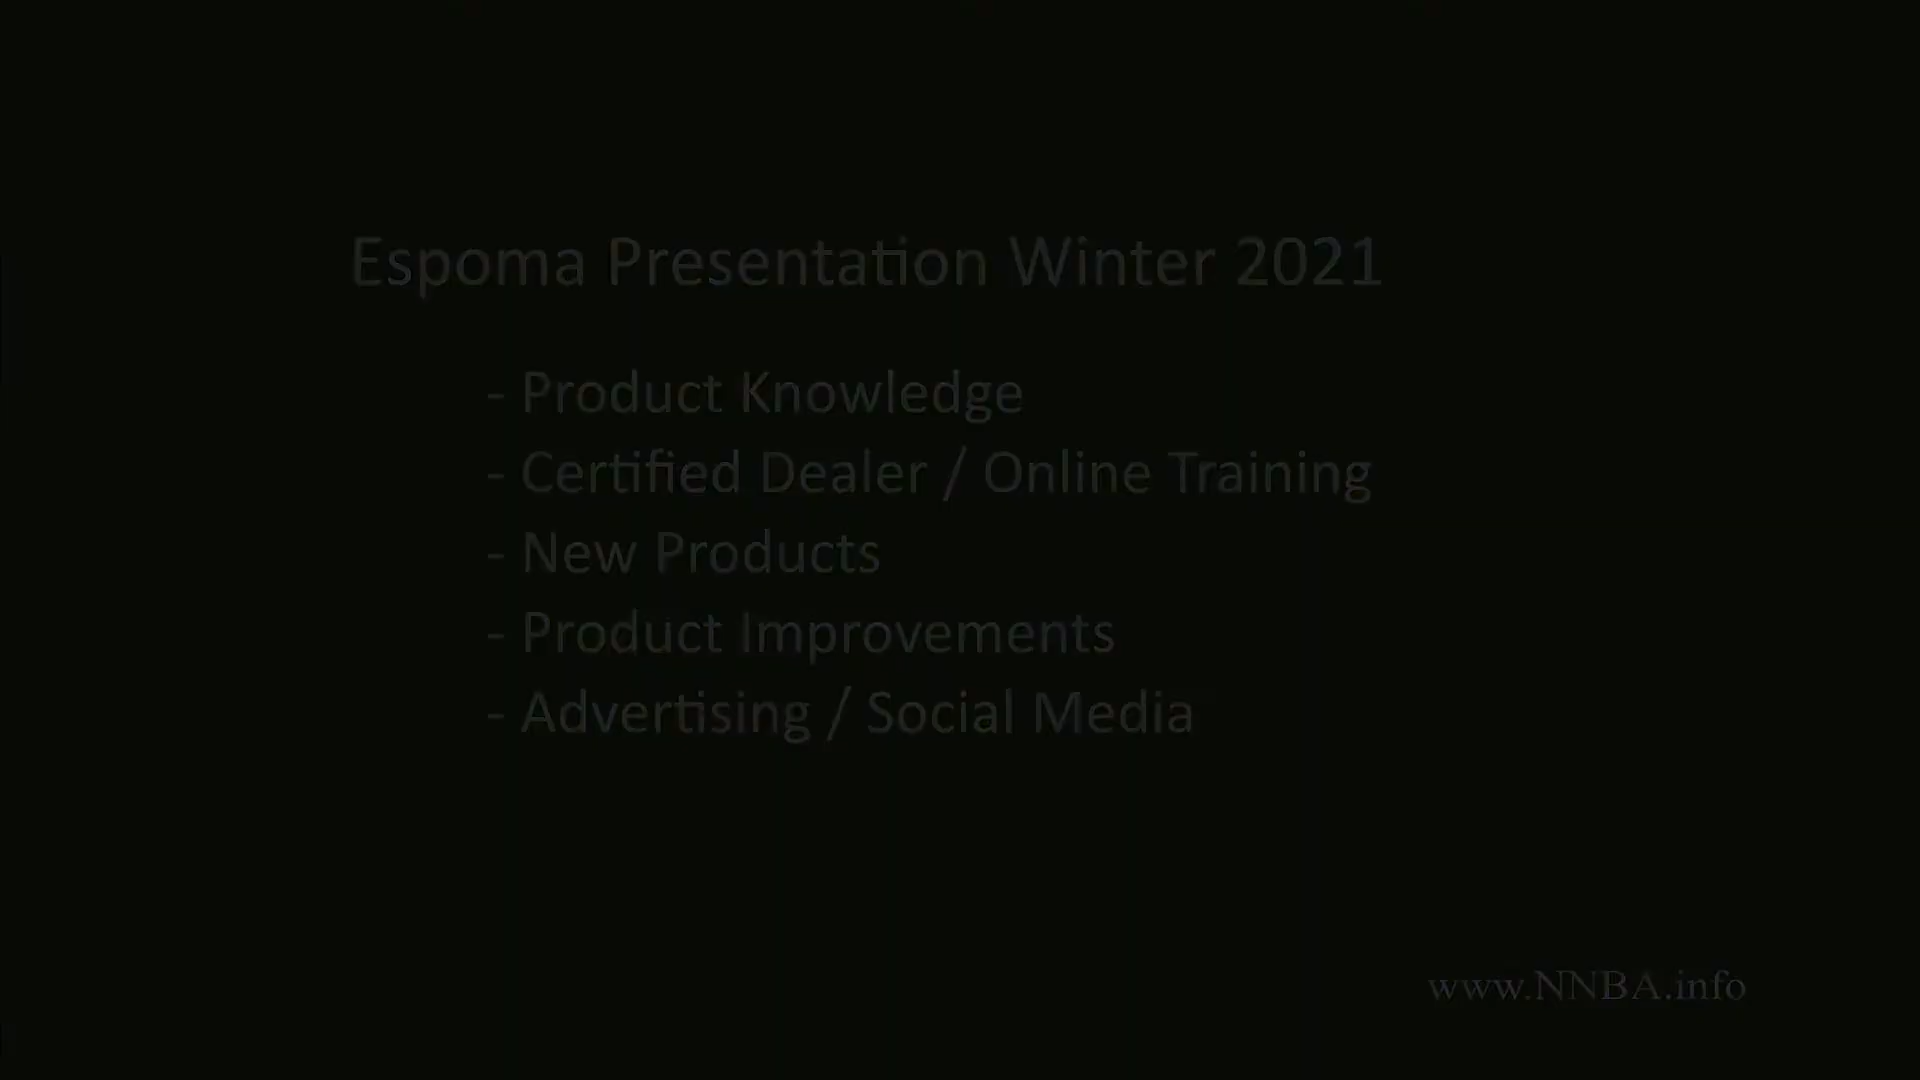 Espoma Presentation Winter 2021
- Product Knowledge
- Certified Dealer / Online Training
- New Products
- Product Improvements
- Advertising / Social Media
www.NNBA.info